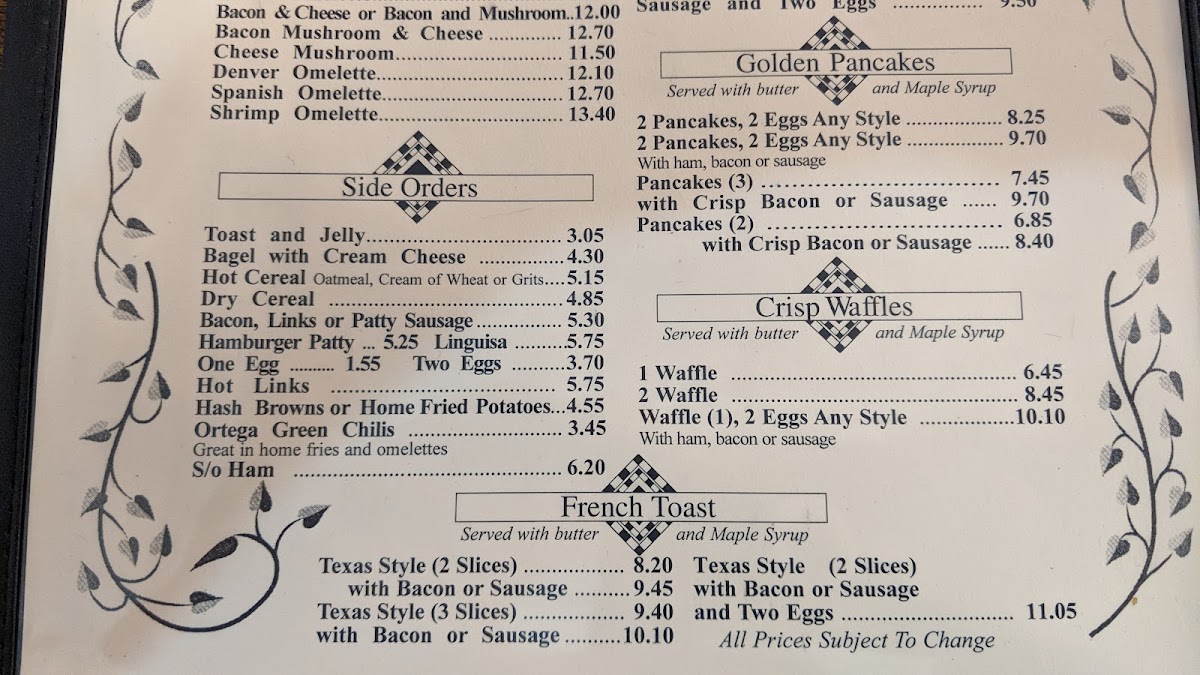 Bacon & Cheese or Bacon and Mushroom..12.00
Bacon Mushroom & Cheese ............. 12.70
Cheese Mushroom.............................. 11.50
Denver Omelette................................. 12.10
Spanish Omelette................................ 12.70
Shrimp Omelette................................. 13.40
Side Orders
Toast and Jelly................................... 3.05
Bagel with Cream Cheese ............... 4.30
Hot Cereal Oatmeal, Cream of Wheat or Grits....5.15
Dry Cereal .......................................... 4.85
Bacon, Links or Patty Sausage............... 5.30
Hamburger Patty ... 5.25 Linguisa .........5.75
One Egg .......... 1.55 Two Eggs ..........3.70
Hot Links ........................................ 5.75
Hash Browns or Home Fried Potatoes...4.55
Ortega Green Chilis ........................... 3.45
Great in home fries and omelettes
S/o Ham ................................................ 6.20
Sausage and Two Eggs ................ 9.50
Golden Pancakes
Served with butter and Maple Syrup
2 Pancakes, 2 Eggs Any Style ................. 8.25
2 Pancakes, 2 Eggs Any Style ................. 9.70
With ham, bacon or sausage
Pancakes (3) .................................. 7.45
with Crisp Bacon or Sausage ...... 9.70
Pancakes (2) .................................. 6.85
with Crisp Bacon or Sausage ...... 8.40
Crisp Waffles
Served with butter and Maple Syrup
1 Waffle ................................................ 6.45
2 Waffle ................................................ 8.45
Waffle (1), 2 Eggs Any Style .................10.10
With ham, bacon or sausage
French Toast
Served with butter and Maple Syrup
Texas Style (2 Slices) .................. 8.20
with Bacon or Sausage ..........9.45
Texas Style (3 Slices).................... 9.40
with Bacon or Sausage..........10.10
Texas Style (2 Slices)
with Bacon or Sausage
and Two Eggs ............................... 11.05
All Prices Subject To Change